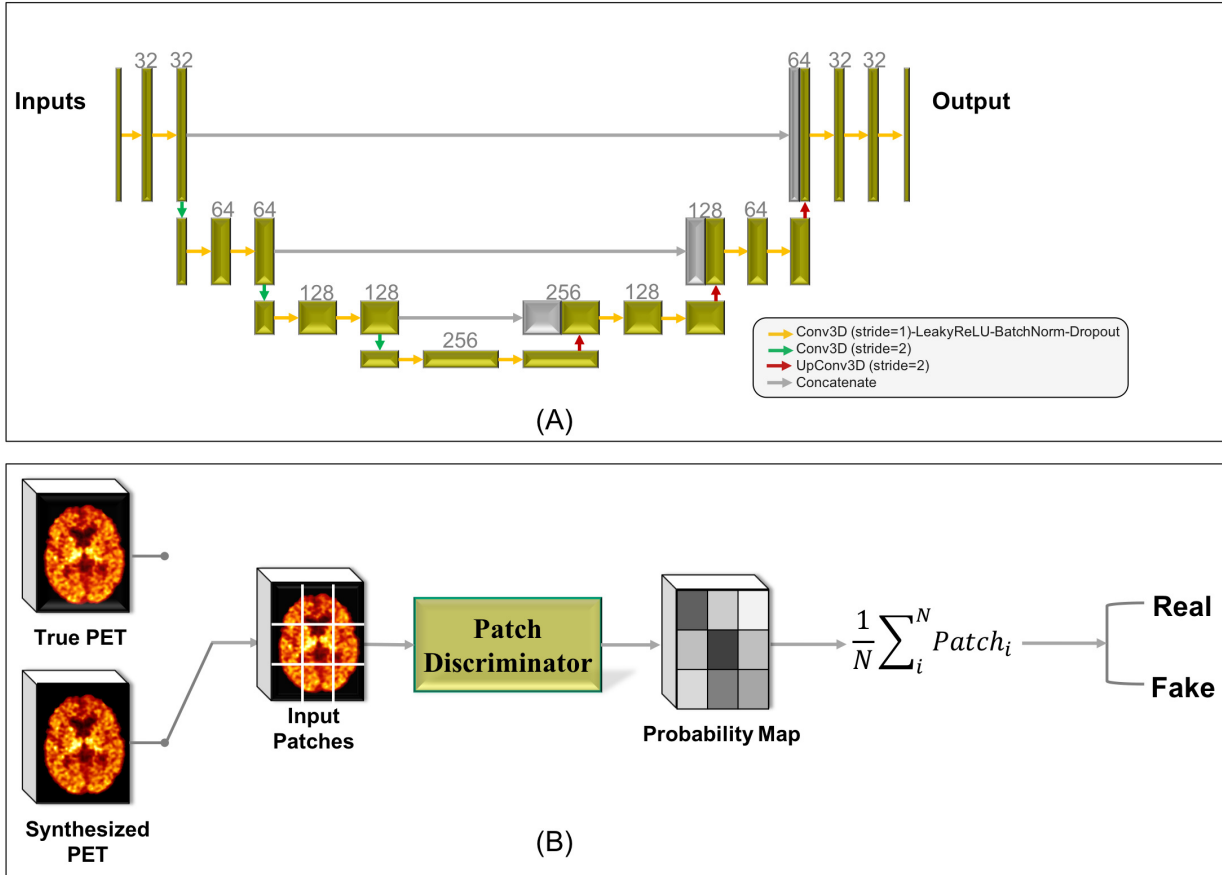 32 32
64 32 32
Inputs
Output
64 64
128 64
128 128
256 128
256
Conv3D (stride=1)-LeakyReLU-BatchNorm-Dropout
Conv3D (stride=2)
UpConv3D (stride=2)
Concatenate
(A)
True PET
Synthesized
PET
Input
Patches
Patch
Discriminator
Probability Map
1/N ∑_i^N Patch_i
Real
Fake
(B)